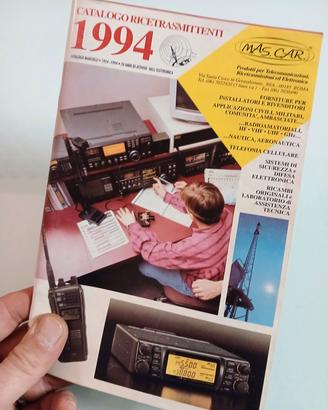 CATALOGO RICETRASMITTENTI
1994
MAS. CAR.
Prodotti per Telecomunicazioni,
Ricetrasmissioni ed Elettronica
FORNITURE PER
INSTALLATORI E RIVENDITORI
APPLICAZIONI CIVILI, MILITARI,
COMUNITA', AMBASCIATE...
...RADIOAMATORIALI,
HF - VHF - UHF - GHz...
...NAUTICA, AERONAUTICA
TELEFONIA CELLULARE
SISTEMI DI
SICUREZZA e
DIFESA
ELETTRONICA
RICAMBI
ORIGINALI e
LABORATORIO di
ASSISTENZA
TECNICA